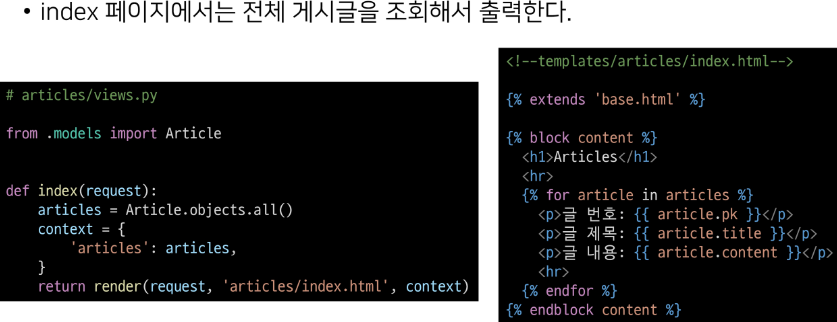 • index 페이지에서는 전체 게시글을 조회해서 출력한다.
# articles/views.py
from .models import Article
def index(request):
    articles = Article.objects.all()
    context = {
        'articles': articles,
    }
    return render(request, 'articles/index.html', context)
<!--templates/articles/index.html-->
{% extends 'base.html' %}
{% block content %}
  <h1>Articles</h1>
  <hr>
  {% for article in articles %}
    <p>글 번호: {{ article.pk }}</p>
    <p>글 제목: {{ article.title }}</p>
    <p>글 내용: {{ article.content }}</p>
    <hr>
  {% endfor %}
{% endblock content %}